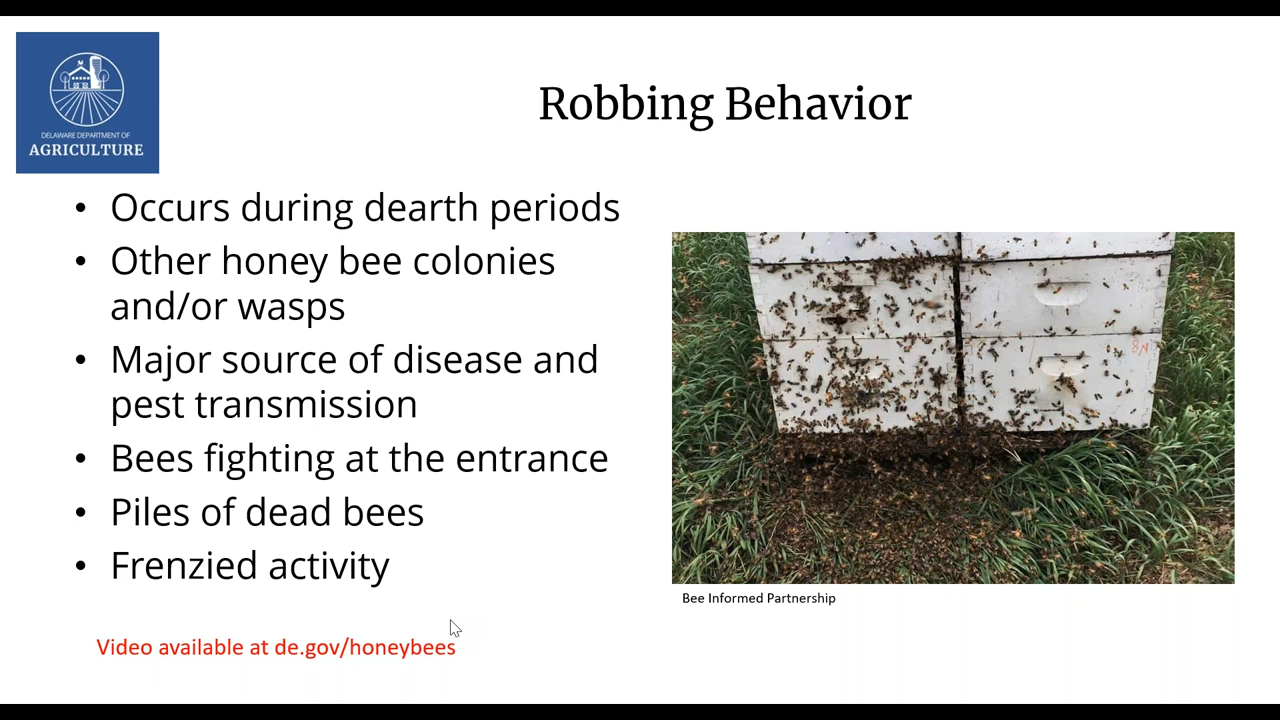 DELAWARE DEPARTMENT OF
AGRICULTURE
Robbing Behavior
• Occurs during dearth periods
• Other honey bee colonies
and/or wasps
• Major source of disease and
pest transmission
• Bees fighting at the entrance
• Piles of dead bees
• Frenzied activity
Bee Informed Partnership
Video available at de.gov/honeybees